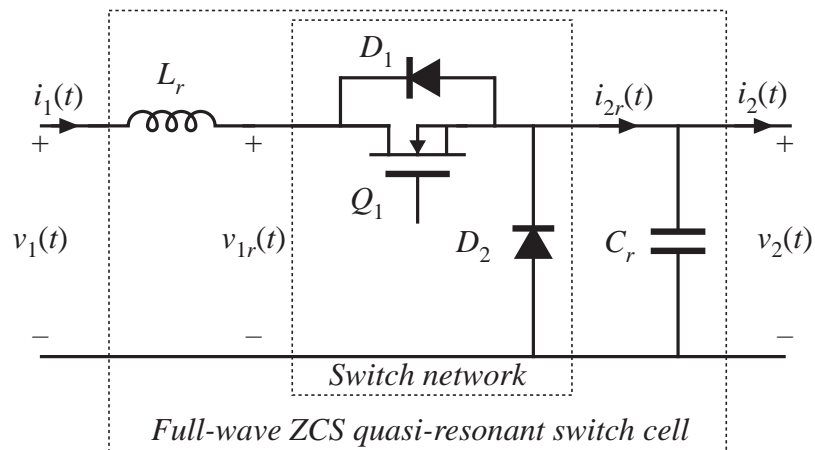 D1
Lr
i1(t)
i2r(t)
i2(t)
+
+
+
Q1
v1(t)
v1r(t)
D2
Cr
v2(t)
–
–
–
Switch network
Full-wave ZCS quasi-resonant switch cell